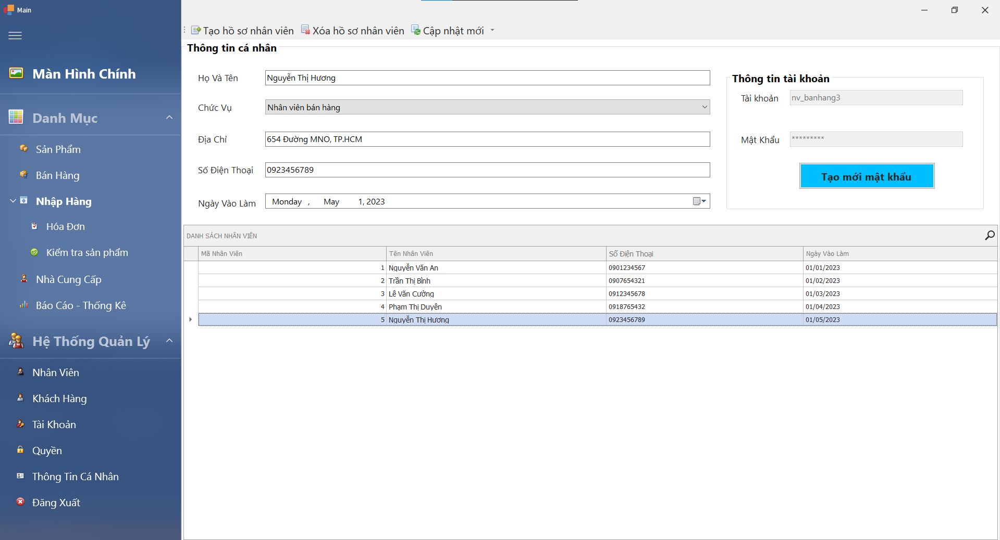 Main
Màn Hình Chính
Danh Mục
Sản Phẩm
Bán Hàng
Nhập Hàng
Hóa Đơn
Kiểm tra sản phẩm
Nhà Cung Cấp
Báo Cáo - Thống Kê
Hệ Thống Quản Lý
Nhân Viên
Khách Hàng
Tài Khoản
Quyền
Thông Tin Cá Nhân
Đăng Xuất
Tạo hồ sơ nhân viên Xóa hồ sơ nhân viên Cập nhật mới
Thông tin cá nhân
Họ Và Tên Nguyễn Thị Hương
Chức Vụ Nhân viên bán hàng
Địa Chỉ 654 Đường MNO, TP.HCM
Số Điện Thoại 0923456789
Ngày Vào Làm Monday , May 1, 2023
Thông tin tài khoản
Tài khoản nv_banhang3
Mật Khẩu *********
Tạo mới mật khẩu
DANH SÁCH NHÂN VIÊN
Mã Nhân Viên Tên Nhân Viên Số Điện Thoại Ngày Vào Làm
1 Nguyễn Văn An 0901234567 01/01/2023
2 Trần Thị Bình 0907654321 01/02/2023
3 Lê Văn Cường 0912345678 01/03/2023
4 Phạm Thị Duyên 0918765432 01/04/2023
5 Nguyễn Thị Hương 0923456789 01/05/2023